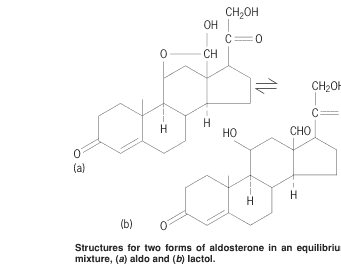 CH₂OH
OH
C=O
O
CH
H
H
O
(a)
CH₂OH
C=
HO
CHO
H
H
(b)
O
Structures for two forms of aldosterone in an equilibriu
mixture, (a) aldo and (b) lactol.